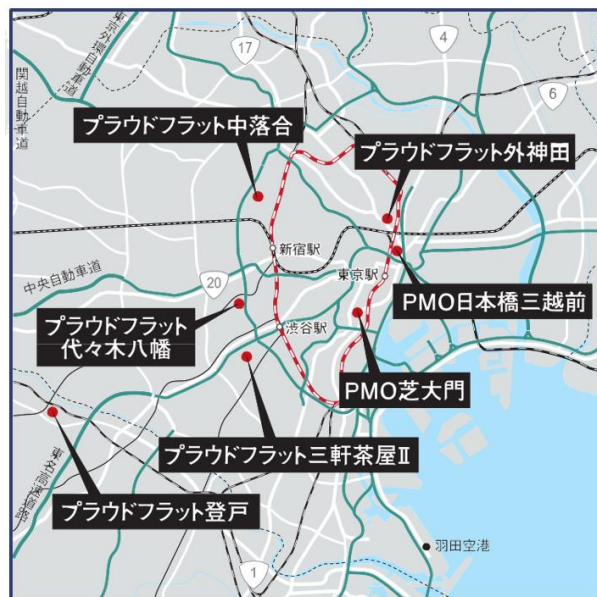 17
4
6
東京外環自動車道
関越自動車道
プラウドフラット中落合
プラウドフラット外神田
新宿駅
東京駅
中央自動車道
20
PMO日本橋三越前
プラウドフラット
代々木八幡
渋谷駅
PMO芝大門
プラウドフラット三軒茶屋Ⅱ
東名高速道路
プラウドフラット登戸
羽田空港
1